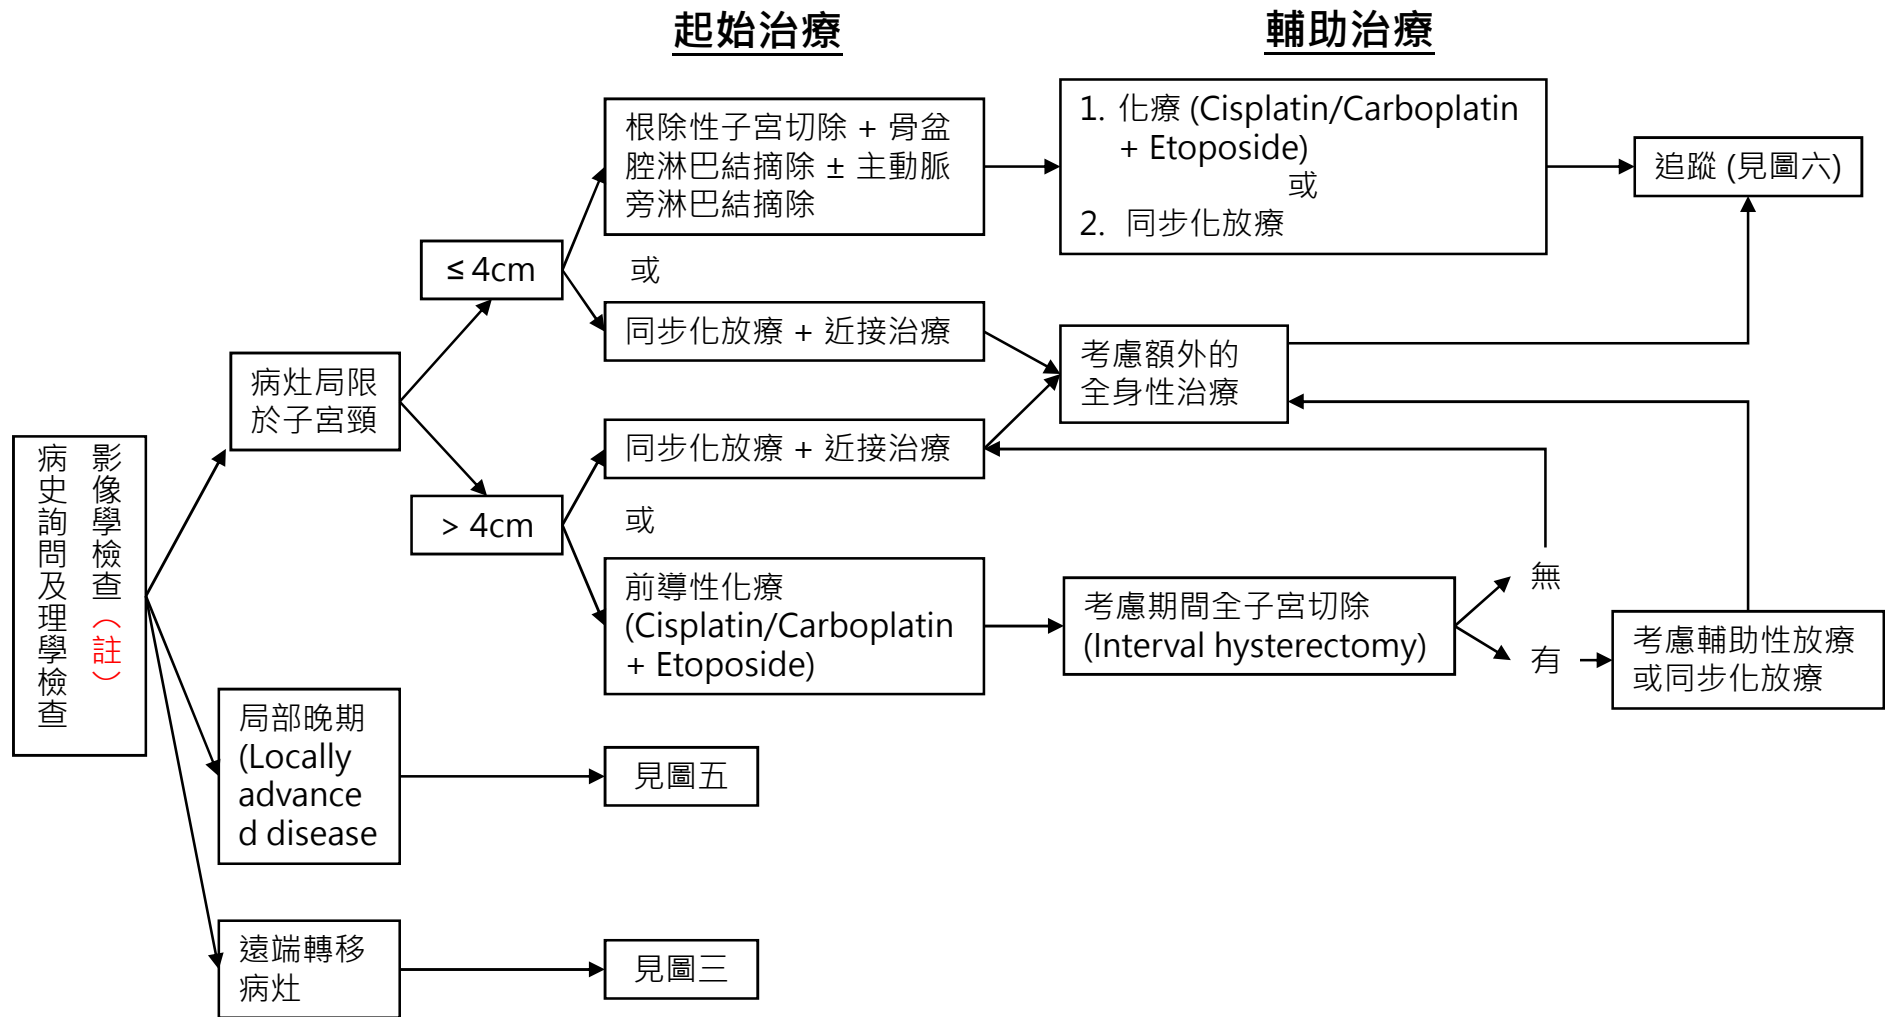 起始治療
輔助治療
根除性子宮切除 + 骨盆
腔淋巴結摘除 ± 主動脈
旁淋巴結摘除
1. 化療 (Cisplatin/Carboplatin
+ Etoposide)
或
2. 同步化放療
追蹤 (見圖六)
≤ 4cm
或
同步化放療 + 近接治療
考慮額外的
全身性治療
病灶局限
於子宮頸
同步化放療 + 近接治療
> 4cm
或
前導性化療
(Cisplatin/Carboplatin
+ Etoposide)
考慮期間全子宮切除
(Interval hysterectomy)
無
有
考慮輔助性放療
或同步化放療
影像學檢查（註）
病史詢問及理學檢查
局部晚期
(Locally
advance
d disease
見圖五
遠端轉移
病灶
見圖三